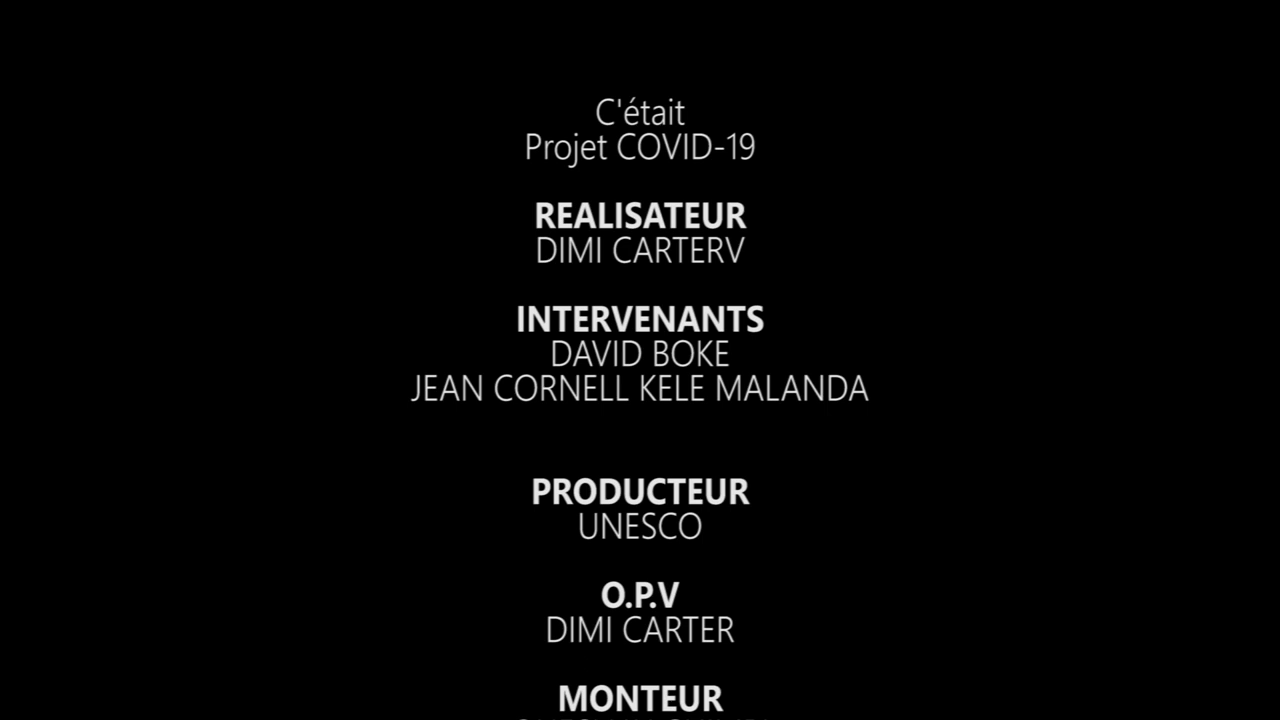 C'était
Projet COVID-19
REALISATEUR
DIMI CARTERV
INTERVENANTS
DAVID BOKE
JEAN CORNELL KELE MALANDA
PRODUCTEUR
UNESCO
O.P.V
DIMI CARTER
MONTEUR